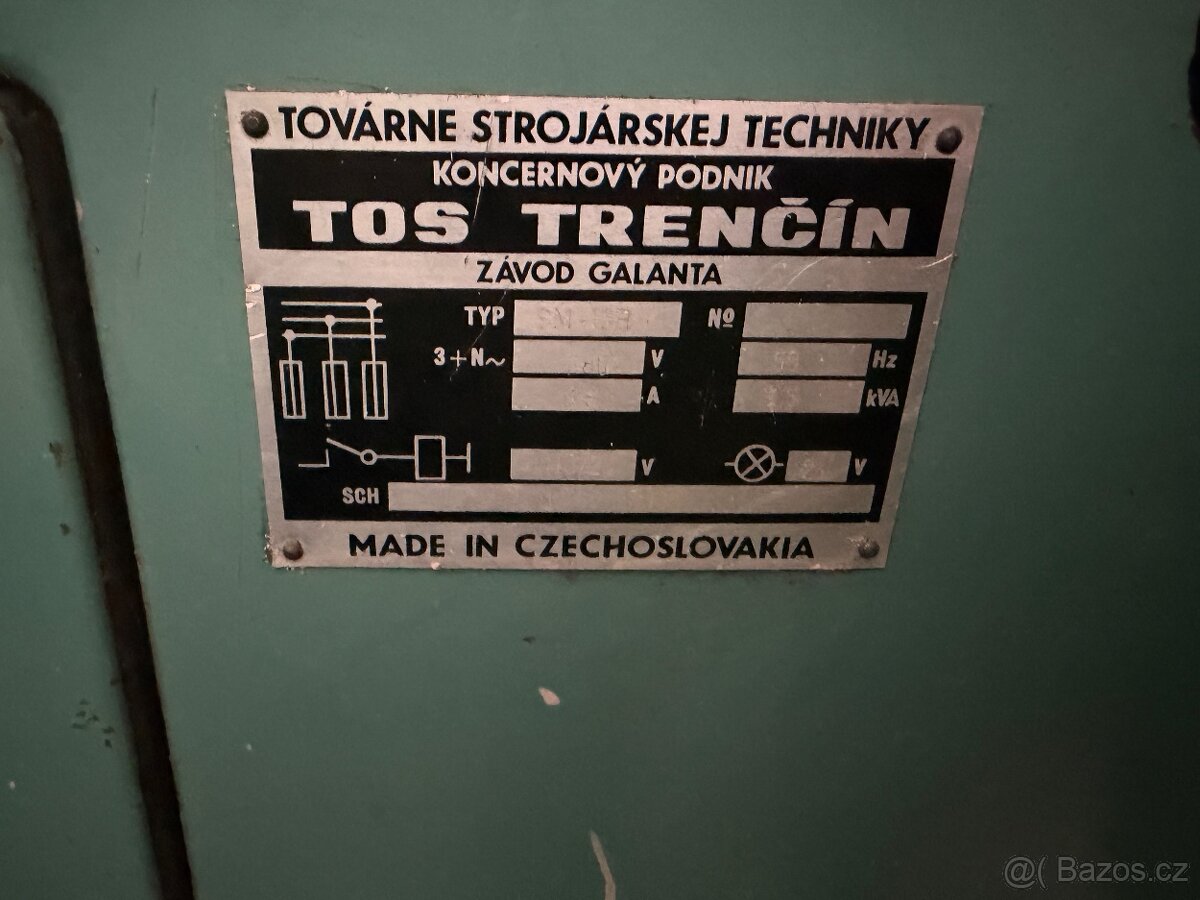 TOVÁRNE STROJÁRSKEJ TECHNIKY
KONCERNOVÝ PODNIK
TOS TRENČÍN
ZÁVOD GALANTA
TYP Nº
3+N~ V Hz
A kVA
V V
SCH
MADE IN CZECHOSLOVAKIA
@( Bazos.cz